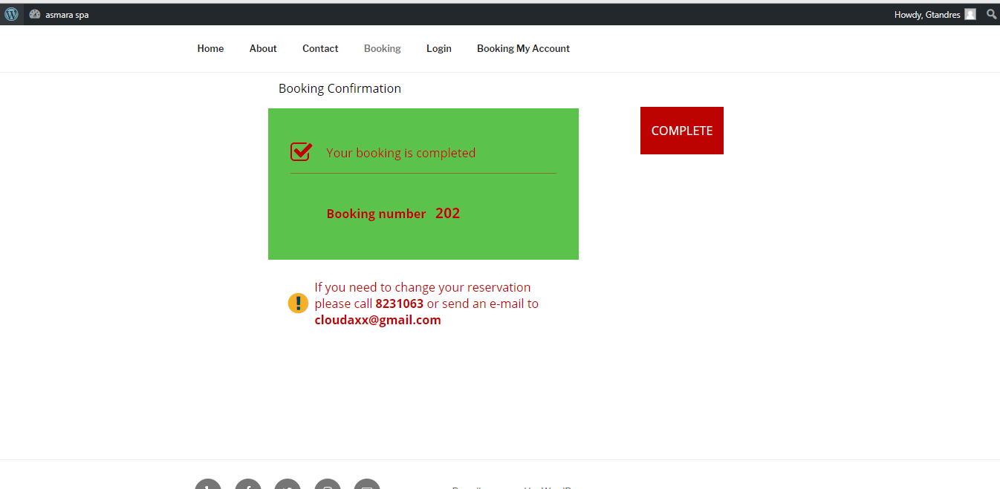 asmara spa Howdy, Gtandres
Home About Contact Booking Login Booking My Account
Booking Confirmation
Your booking is completed
COMPLETE
Booking number 202
If you need to change your reservation
please call 8231063 or send an e-mail to
cloudaxx@gmail.com